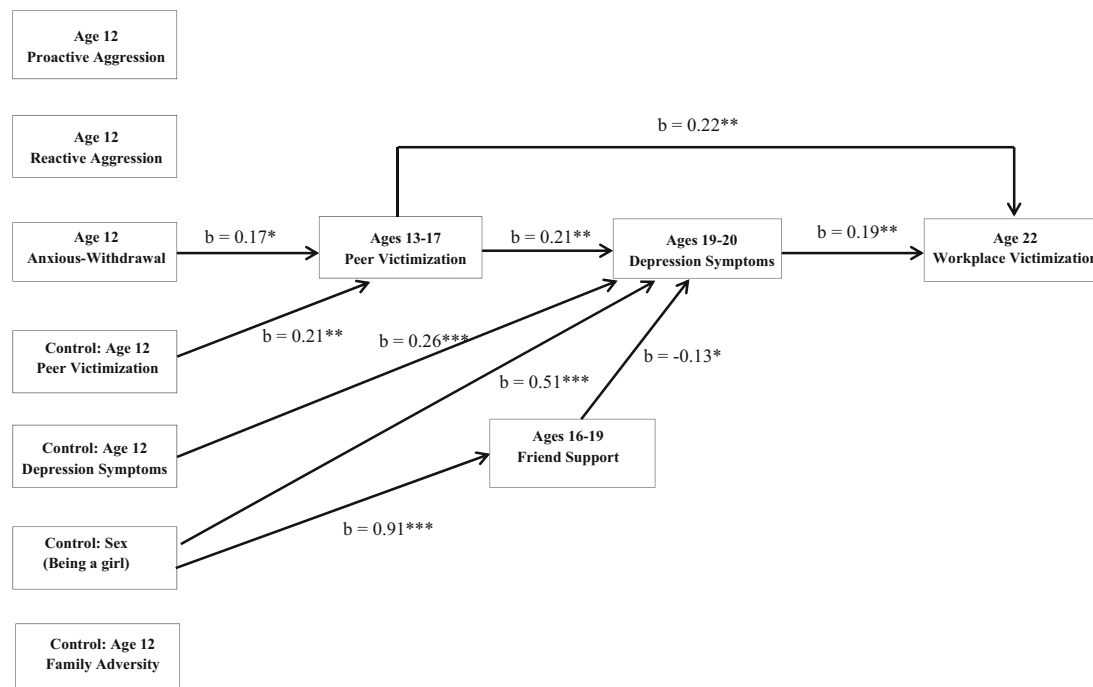 Age 12
Proactive Aggression
Age 12
Reactive Aggression
b = 0.22**
Age 12
Anxious-Withdrawal
b = 0.17*
Ages 13-17
Peer Victimization
b = 0.21**
Ages 19-20
Depression Symptoms
b = 0.19**
Age 22
Workplace Victimization
Control: Age 12
Peer Victimization
b = 0.21**
b = 0.26***
b = 0.51***
b = -0.13*
Control: Age 12
Depression Symptoms
Ages 16-19
Friend Support
Control: Sex
(Being a girl)
b = 0.91***
Control: Age 12
Family Adversity